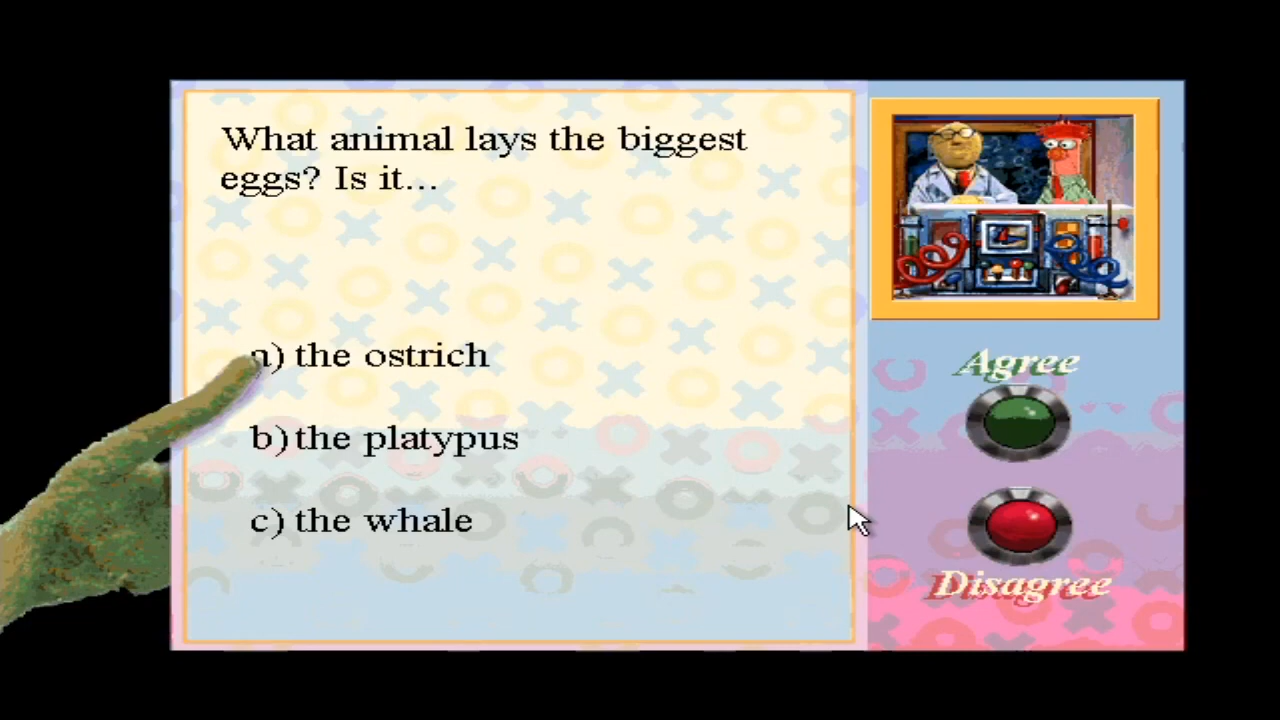 What animal lays the biggest
eggs? Is it...
a) the ostrich
b) the platypus
c) the whale
Agree
Disagree